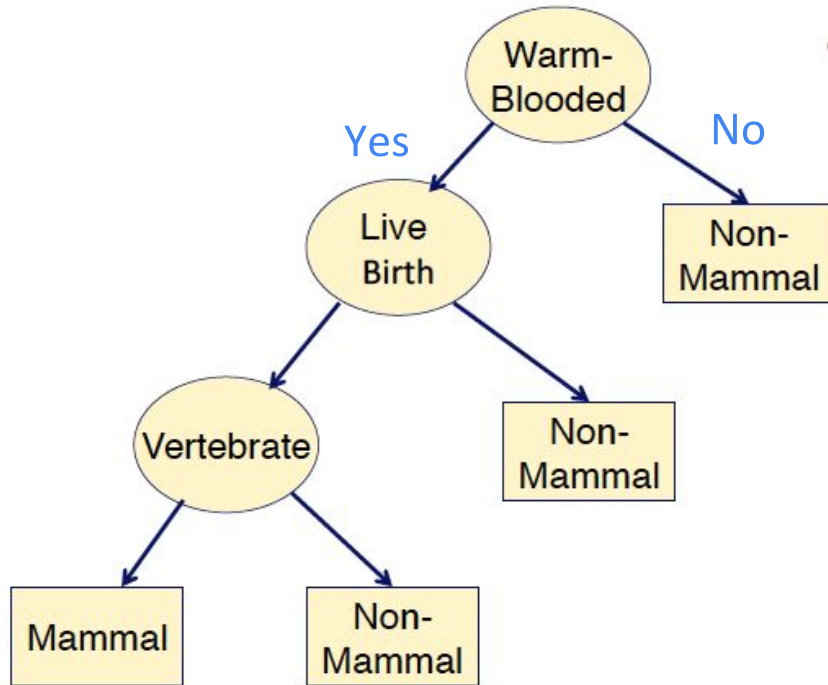 Warm-
Blooded
Yes
No
Live
Birth
Non-
Mammal
Vertebrate
Non-
Mammal
Mammal
Non-
Mammal